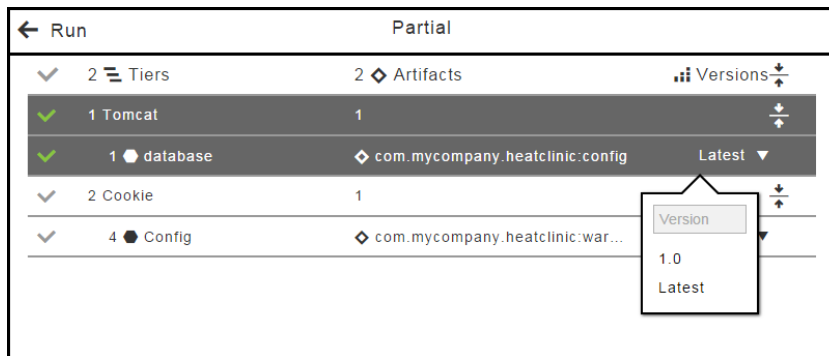 Run Partial
2 Tiers 2 Artifacts Versions
1 Tomcat 1
1 database com.mycompany.heatclinic:config Latest
2 Cookie 1
Version
4 Config com.mycompany.heatclinic:war...
1.0
Latest